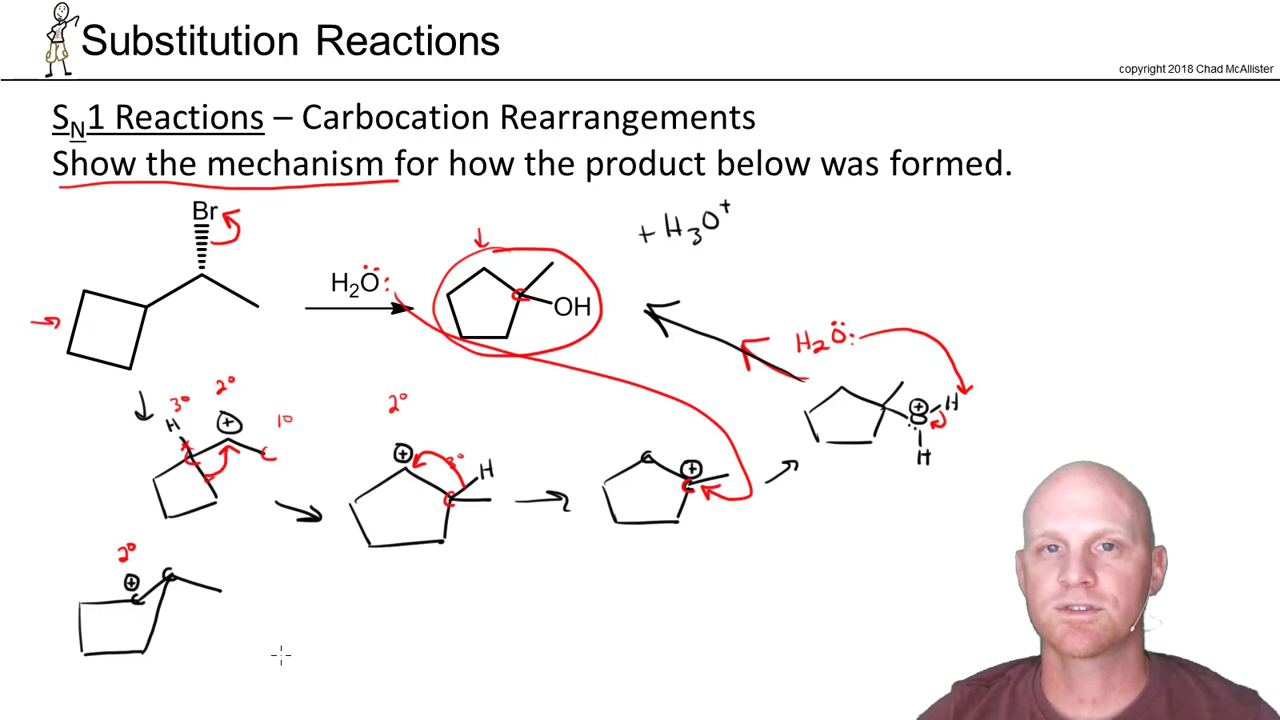 Substitution Reactions
copyright 2018 Chad McAllister
SN1 Reactions – Carbocation Rearrangements
Show the mechanism for how the product below was formed.
Br
H2O:
OH
+ H3O+
H2O:
3°
2°
1°
H
+
2°
+
H
+
+
H
H
2°
+